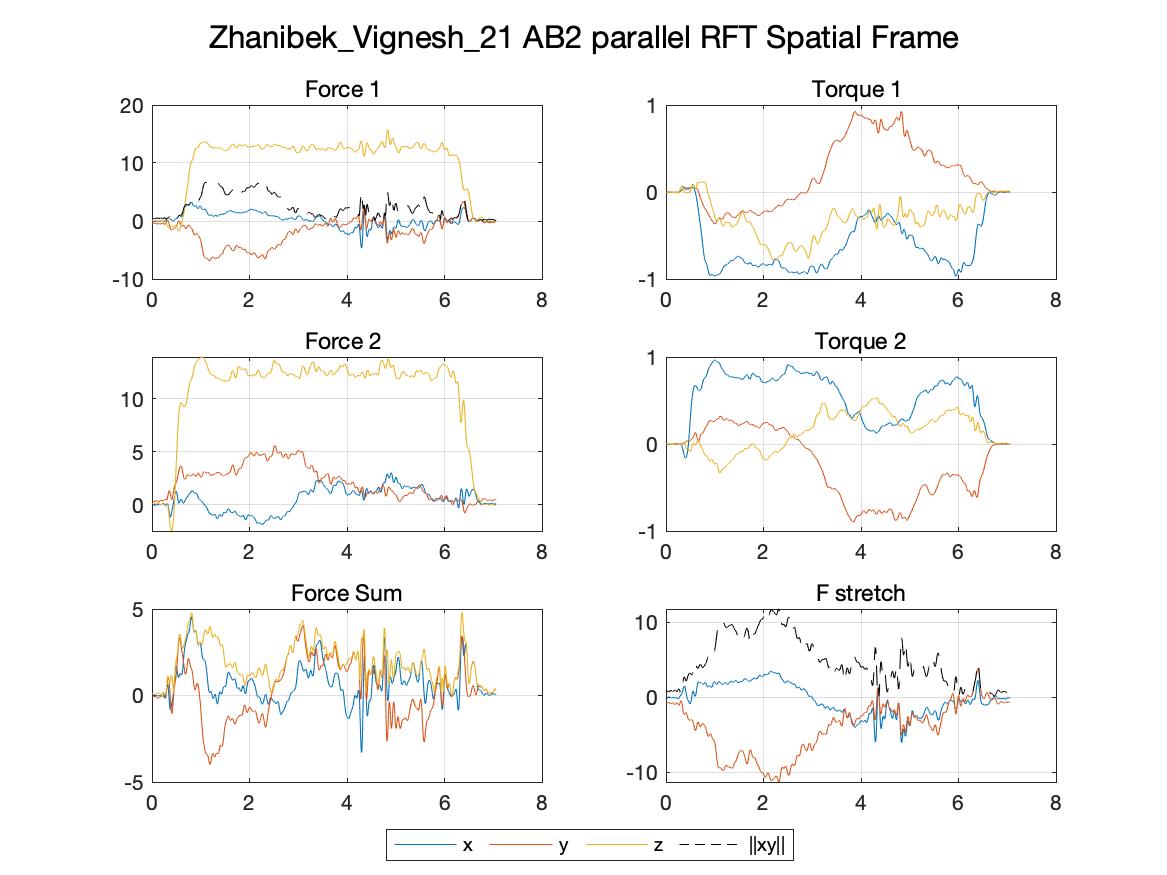 Zhanibek_Vignesh_21 AB2 parallel RFT Spatial Frame
Force 1
20
10
0
-10
0 2 4 6 8
Torque 1
1
0
-1
0 2 4 6 8
Force 2
10
5
0
0 2 4 6 8
Torque 2
1
0
-1
0 2 4 6 8
Force Sum
5
0
-5
0 2 4 6 8
F stretch
10
0
-10
0 2 4 6 8
x y z ||xy||